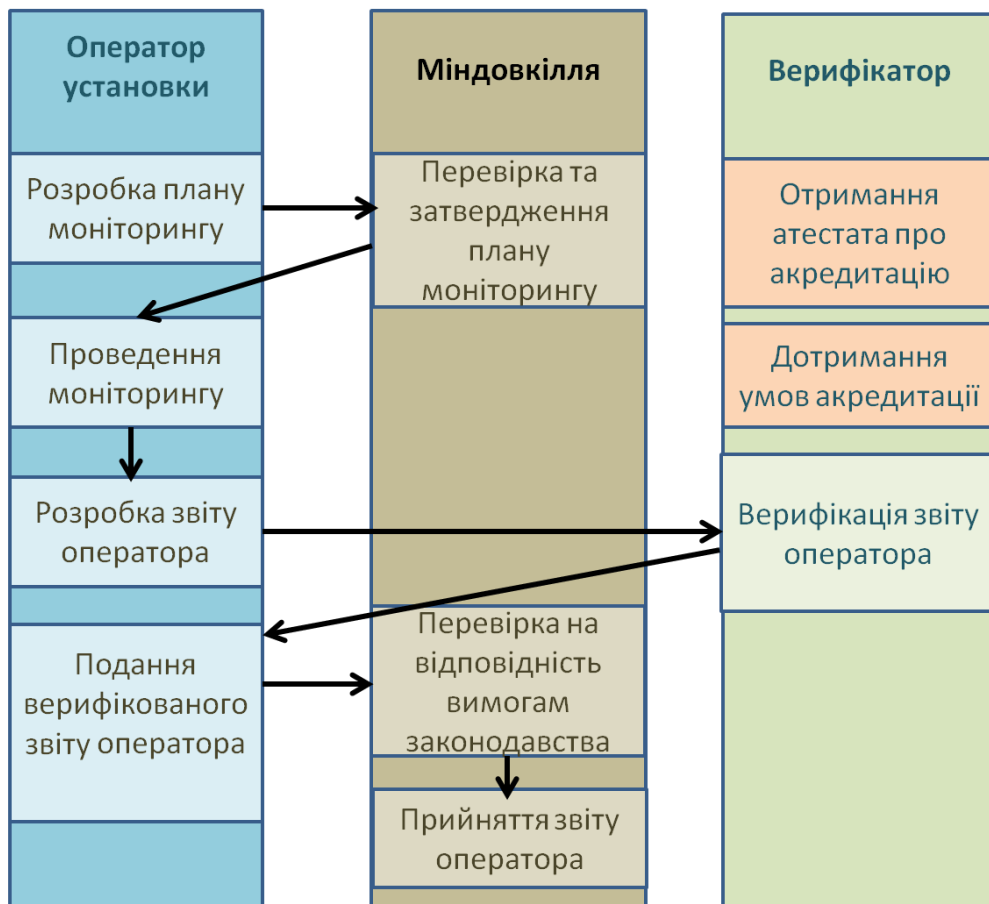 Оператор
установки
Розробка плану
моніторингу
Проведення
моніторингу
Розробка звіту
оператора
Подання
верифікованого
звіту оператора
Міндовкілля
Перевірка та
затвердження
плану
моніторингу
Перевірка на
відповідність
вимогам
законодавства
Прийняття звіту
оператора
Верифікатор
Отримання
атестата про
акредитацію
Дотримання
умов акредитації
Верифікація звіту
оператора